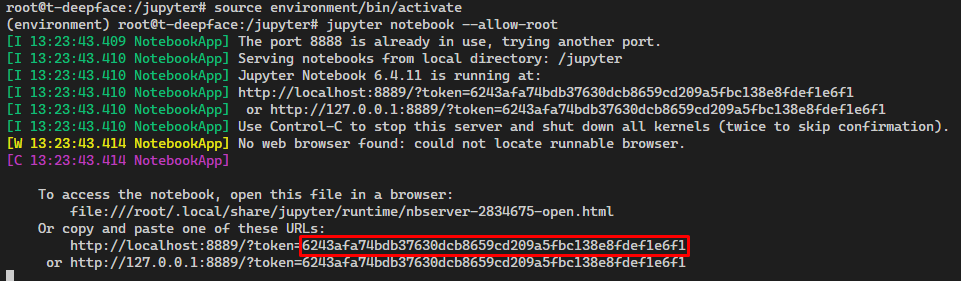 root@t-deepface:/jupyter# source environment/bin/activate
(environment) root@t-deepface:/jupyter# jupyter notebook --allow-root
[I 13:23:43.409 NotebookApp] The port 8888 is already in use, trying another port.
[I 13:23:43.410 NotebookApp] Serving notebooks from local directory: /jupyter
[I 13:23:43.410 NotebookApp] Jupyter Notebook 6.4.11 is running at:
[I 13:23:43.410 NotebookApp] http://localhost:8889/?token=6243afa74bdb37630dcb8659cd209a5fbc138e8fdef1e6f1
[I 13:23:43.410 NotebookApp]  or http://127.0.0.1:8889/?token=6243afa74bdb37630dcb8659cd209a5fbc138e8fdef1e6f1
[I 13:23:43.410 NotebookApp] Use Control-C to stop this server and shut down all kernels (twice to skip confirmation).
[W 13:23:43.414 NotebookApp] No web browser found: could not locate runnable browser.
[C 13:23:43.414 NotebookApp]
To access the notebook, open this file in a browser:
file:///root/.local/share/jupyter/runtime/nbserver-2834675-open.html
Or copy and paste one of these URLs:
http://localhost:8889/?token=6243afa74bdb37630dcb8659cd209a5fbc138e8fdef1e6f1
or http://127.0.0.1:8889/?token=6243afa74bdb37630dcb8659cd209a5fbc138e8fdef1e6f1